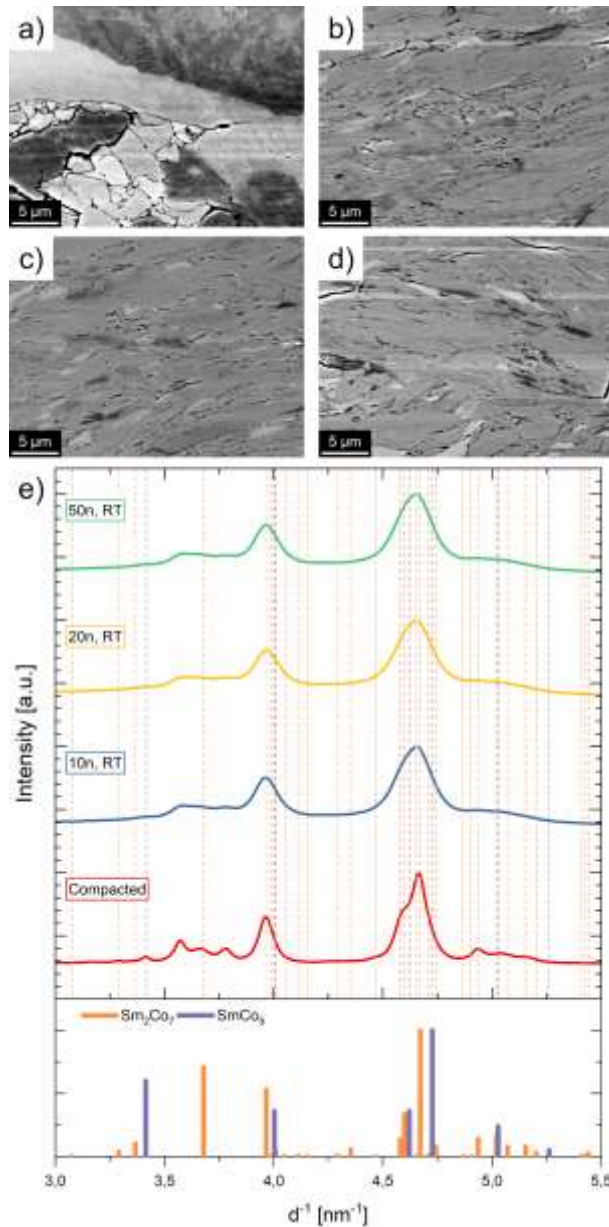 a)
b)
5 µm
5 µm
c)
d)
5 µm
5 µm
e)
50n, RT
20n, RT
10n, RT
Compacted
Intensity [a.u.]
Sm₂Co₇
SmCo₅
3,0
3,5
4,0
4,5
5,0
5,5
d⁻¹ [nm⁻¹]